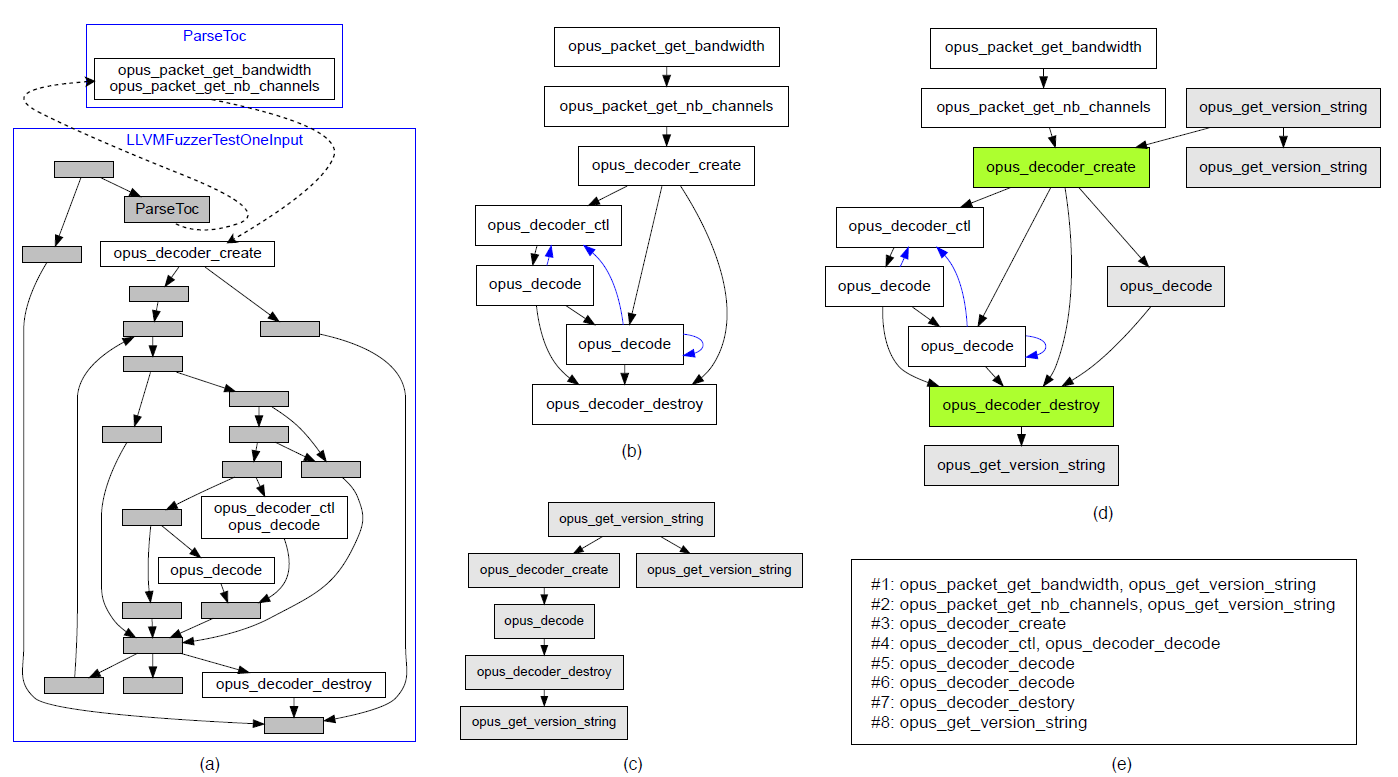 ParseToc
opus_packet_get_bandwidth
opus_packet_get_nb_channels
LLVMFuzzerTestOneInput
ParseToc
opus_decoder_create
opus_decoder_ctl
opus_decode
opus_decode
opus_decoder_destroy
(a)
opus_packet_get_bandwidth
opus_packet_get_nb_channels
opus_decoder_create
opus_decoder_ctl
opus_decode
opus_decode
opus_decoder_destroy
(b)
opus_get_version_string
opus_decoder_create
opus_get_version_string
opus_decode
opus_decoder_destroy
opus_get_version_string
(c)
opus_packet_get_bandwidth
opus_packet_get_nb_channels
opus_get_version_string
opus_decoder_create
opus_get_version_string
opus_decoder_ctl
opus_decode
opus_decode
opus_decode
opus_decoder_destroy
opus_get_version_string
(d)
#1: opus_packet_get_bandwidth, opus_get_version_string
#2: opus_packet_get_nb_channels, opus_get_version_string
#3: opus_decoder_create
#4: opus_decoder_ctl, opus_decoder_decode
#5: opus_decoder_decode
#6: opus_decoder_decode
#7: opus_decoder_destory
#8: opus_get_version_string
(e)